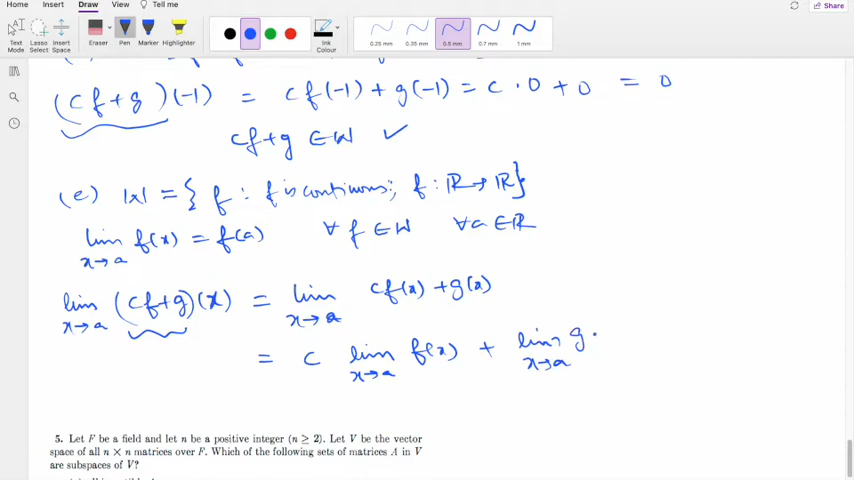 Home Insert Draw View Share
Text Mode Lasso Select Insert Space Eraser Pen Marker Highlighter Ink Colour 0.25 mm 0.35 mm 0.5 mm 0.7 mm 1 mm
(cf+g)(-1) = cf(-1) + g(-1) = c · 0 + 0 = 0
cf+g ∈ W ✓
(e) W = { f : f is continuous; f : ℝ → ℝ}
lim x→a f(x) = f(a) ∀ f ∈ W ∀ a ∈ ℝ
lim x→a (cf+g)(x) = lim x→a cf(x) + g(x)
= c lim x→a f(x) + lim x→a g
5. Let F be a field and let n be a positive integer (n ≥ 2). Let V be the vector
space of all n × n matrices over F. Which of the following sets of matrices A in V
are subspaces of V?